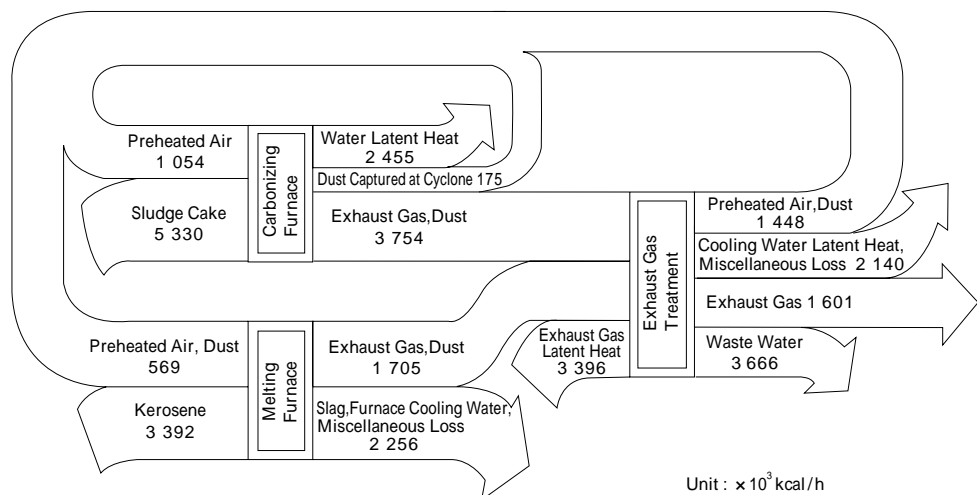 Preheated Air
1 054
Water Latent Heat
2 455
Dust Captured at Cyclone 175
Carbonizing
Furnace
Sludge Cake
5 330
Exhaust Gas,Dust
3 754
Preheated Air,Dust
1 448
Cooling Water Latent Heat,
Miscellaneous Loss 2 140
Exhaust Gas
Treatment
Exhaust Gas 1 601
Exhaust Gas
Latent Heat
3 396
Waste Water
3 666
Preheated Air, Dust
569
Exhaust Gas,Dust
1 705
Melting
Furnace
Kerosene
3 392
Slag,Furnace Cooling Water,
Miscellaneous Loss
2 256
Unit : ×10³ kcal/h